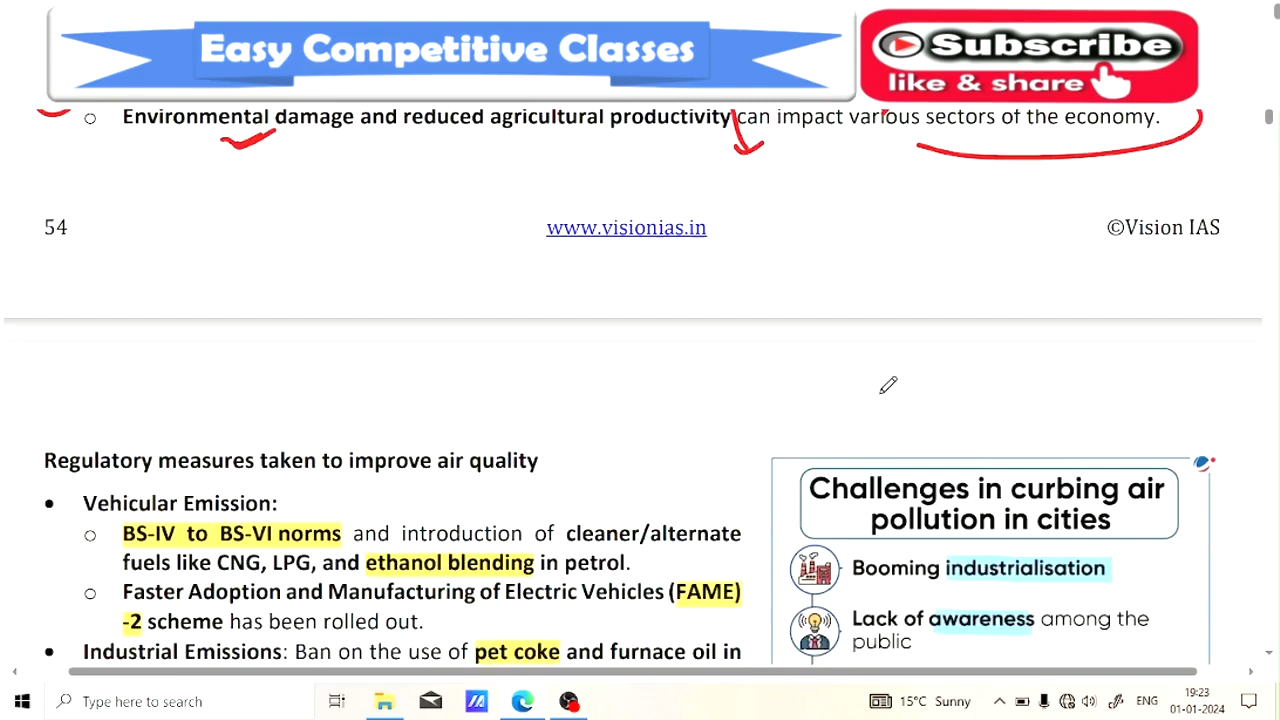 Easy Competitive Classes
Subscribe
like & share
o Environmental damage and reduced agricultural productivity can impact various sectors of the economy.
54 www.visionias.in ©Vision IAS
Regulatory measures taken to improve air quality
• Vehicular Emission:
o BS-IV to BS-VI norms and introduction of cleaner/alternate
fuels like CNG, LPG, and ethanol blending in petrol.
o Faster Adoption and Manufacturing of Electric Vehicles (FAME)
-2 scheme has been rolled out.
• Industrial Emissions: Ban on the use of pet coke and furnace oil in
Challenges in curbing air
pollution in cities
Booming industrialisation
Lack of awareness among the
public
Type here to search
15°C Sunny
ENG
19:23
01-01-2024